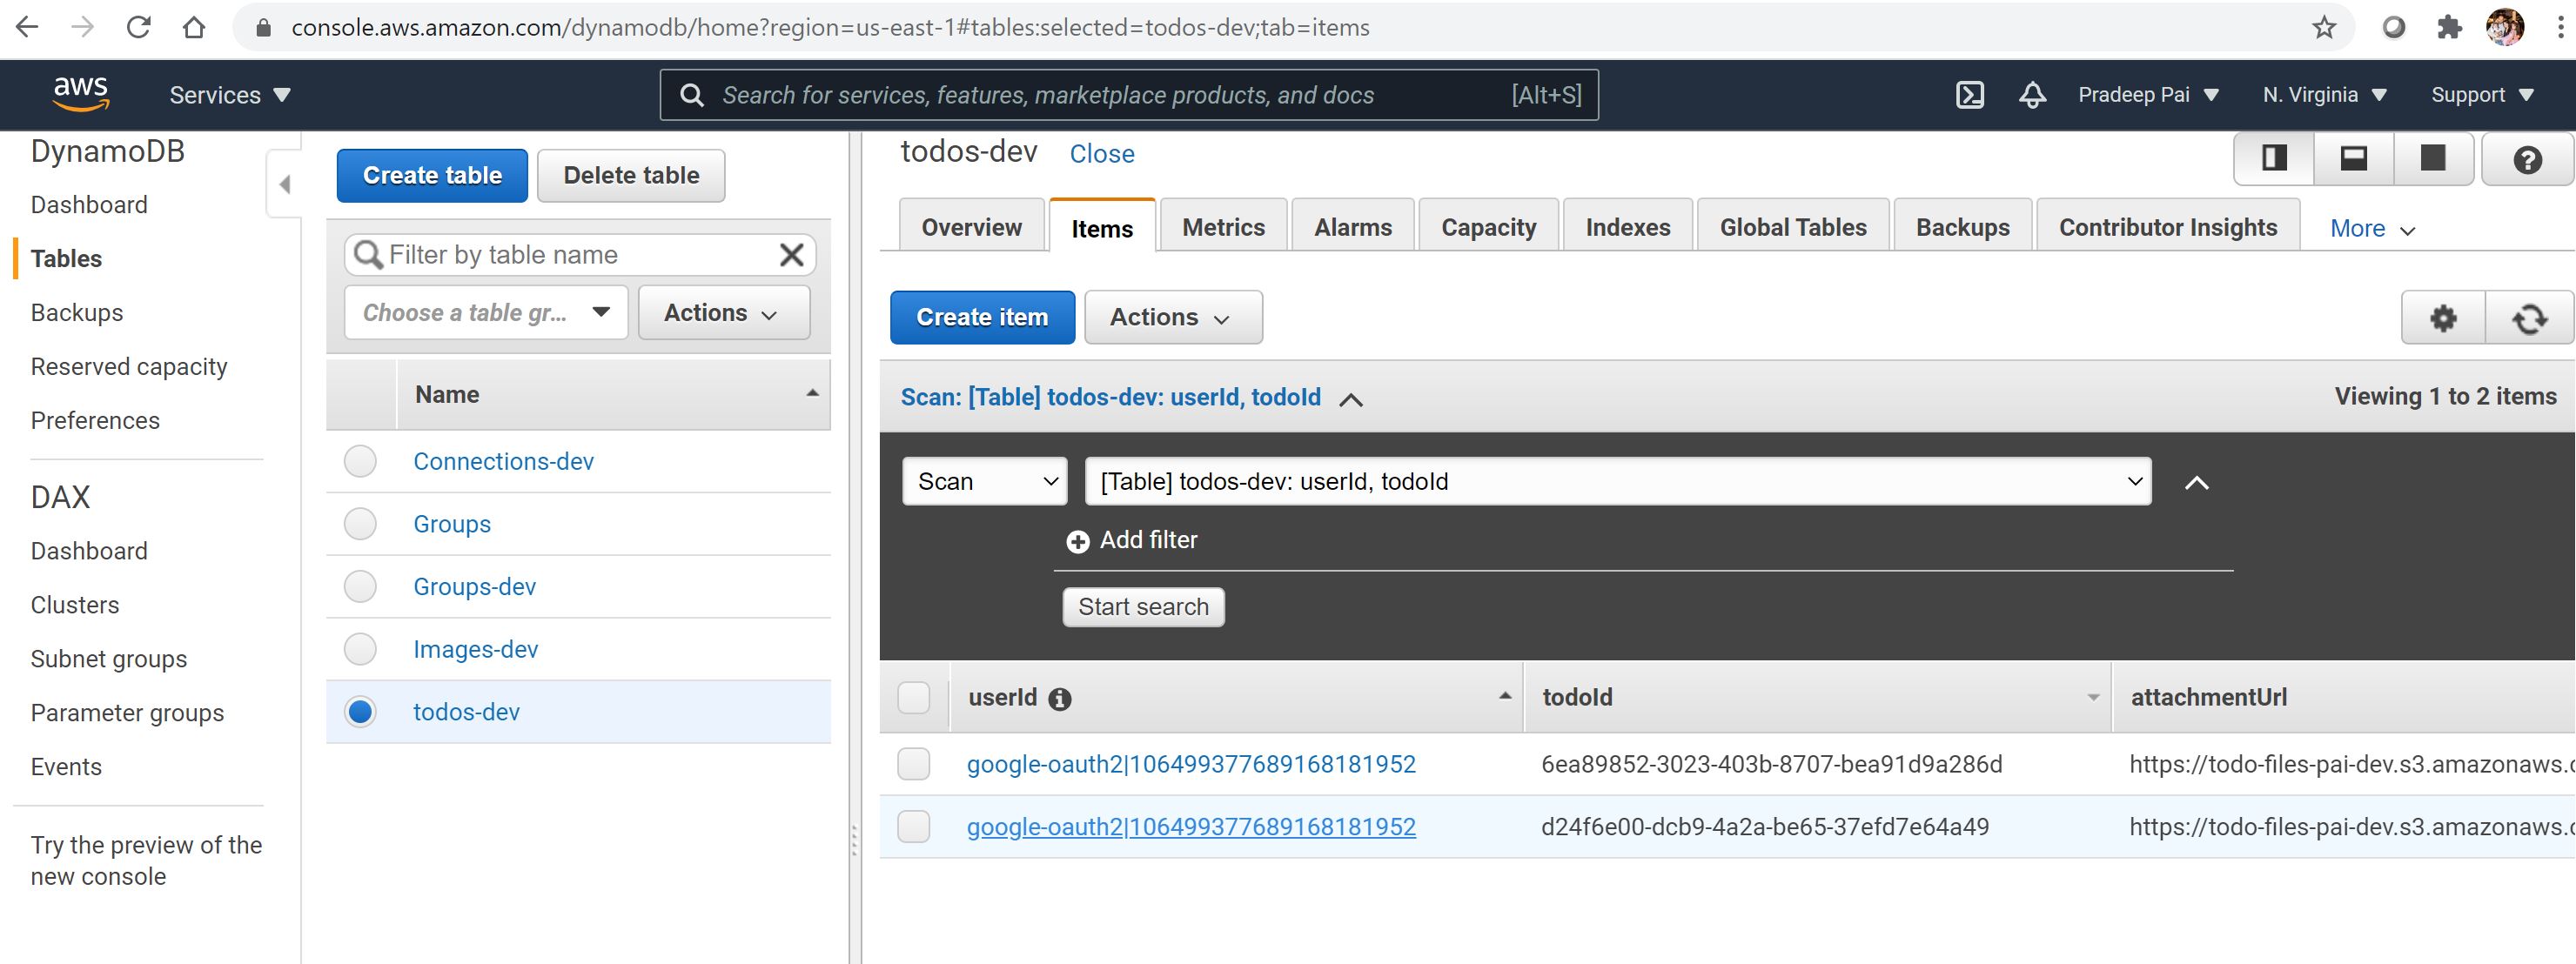 console.aws.amazon.com/dynamodb/home?region=us-east-1#tables:selected=todos-dev;tab=items
aws
Services
Search for services, features, marketplace products, and docs
[Alt+S]
Pradeep Pai
N. Virginia
Support
DynamoDB
Dashboard
Tables
Backups
Reserved capacity
Preferences
DAX
Dashboard
Clusters
Subnet groups
Parameter groups
Events
Try the preview of the
new console
Create table
Delete table
Filter by table name
Choose a table gr...
Actions
Name
Connections-dev
Groups
Groups-dev
Images-dev
todos-dev
todos-dev
Close
Overview
Items
Metrics
Alarms
Capacity
Indexes
Global Tables
Backups
Contributor Insights
More
Create item
Actions
Scan: [Table] todos-dev: userId, todoId
Viewing 1 to 2 items
Scan
[Table] todos-dev: userId, todoId
Add filter
Start search
userId
todoId
attachmentUrl
google-oauth2|106499377689168181952
6ea89852-3023-403b-8707-bea91d9a286d
https://todo-files-pai-dev.s3.amazonaws.c
google-oauth2|106499377689168181952
d24f6e00-dcb9-4a2a-be65-37efd7e64a49
https://todo-files-pai-dev.s3.amazonaws.c